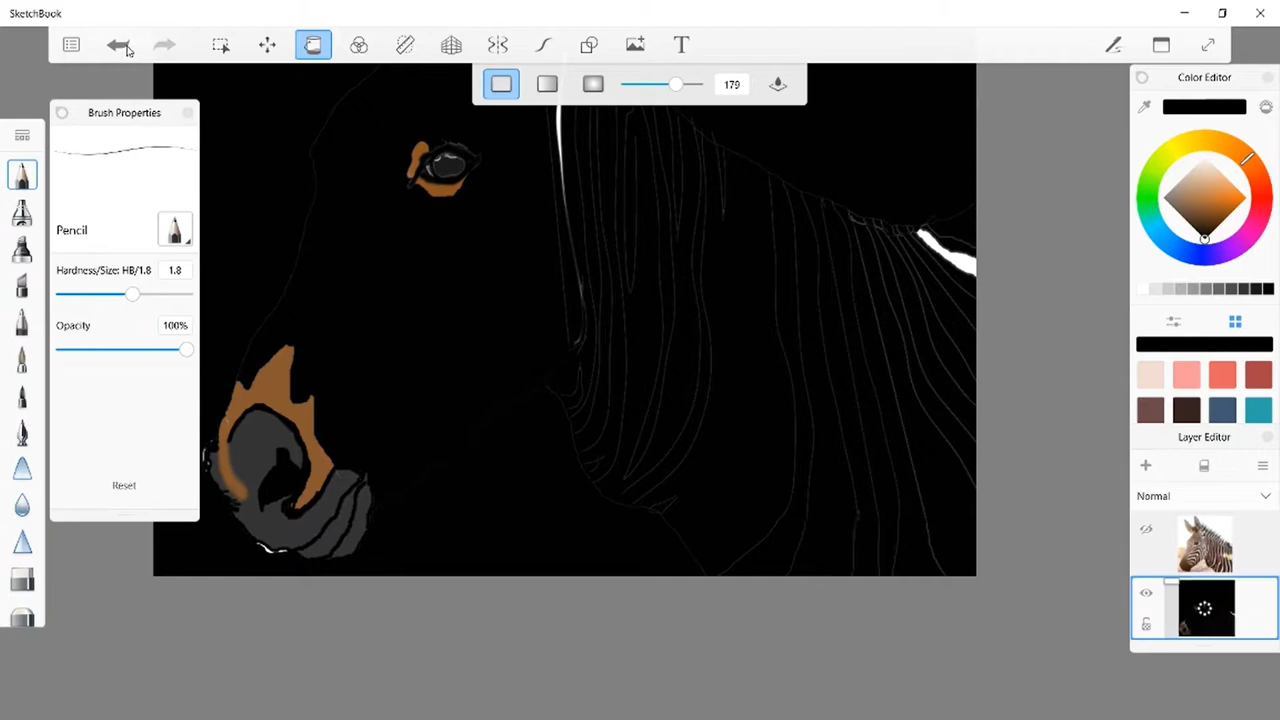 SketchBook
T
179
Brush Properties
Color Editor
Pencil
Hardness/Size: HB/1.8 1.8
Opacity 100%
Reset
Layer Editor
Normal